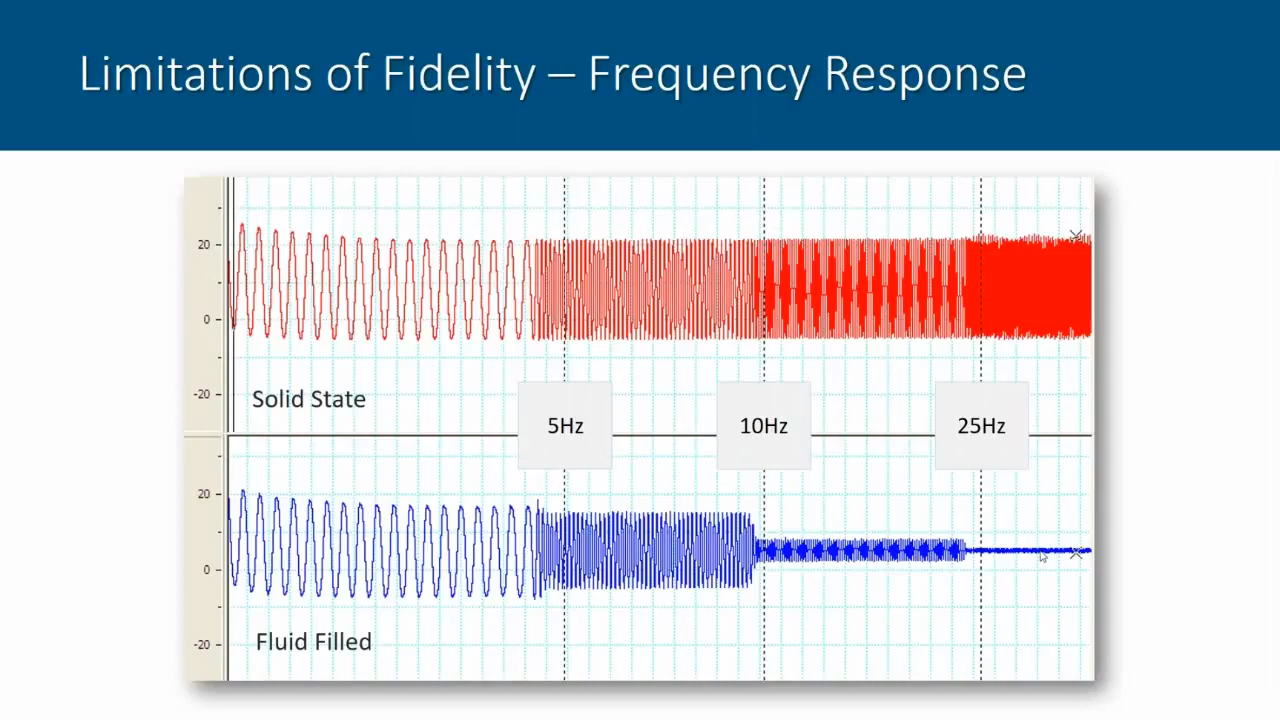 Limitations of Fidelity – Frequency Response
20
0
-20
Solid State
5Hz
10Hz
25Hz
20
0
-20
Fluid Filled